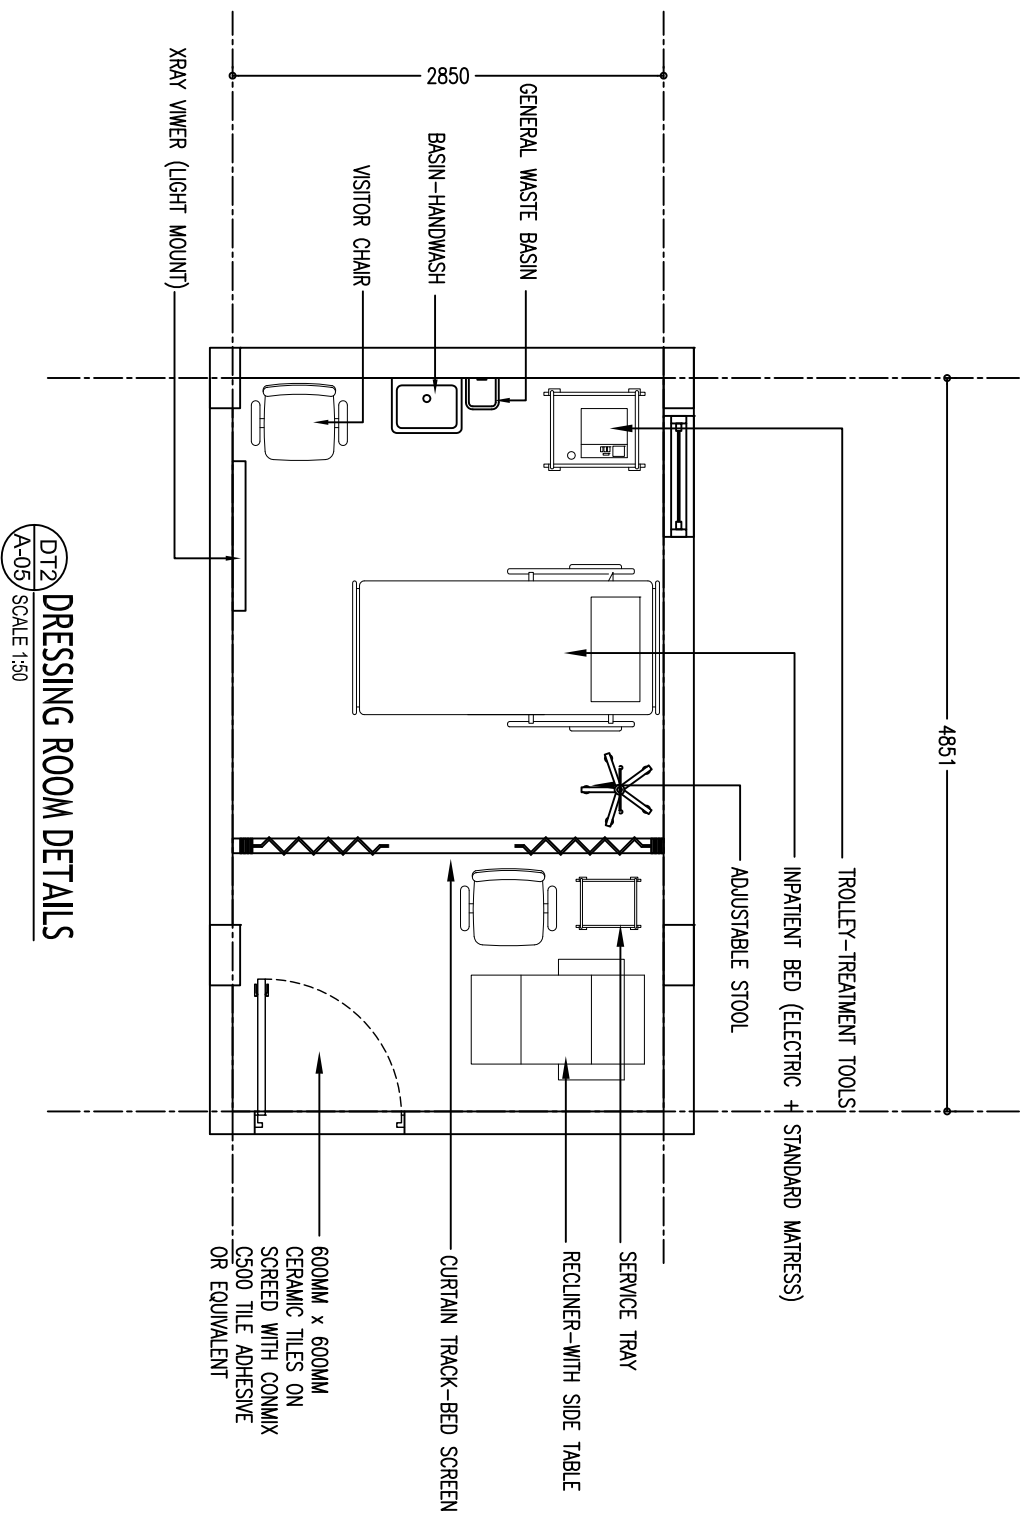 4851
TROLLEY-TREATMENT TOOLS
INPATIENT BED (ELECTRIC + STANDARD MATRESS)
ADJUSTABLE STOOL
2850
GENERAL WASTE BASIN
BASIN-HANDWASH
VISITOR CHAIR
XRAY VIWER (LIGHT MOUNT)
SERVICE TRAY
RECLINER-WITH SIDE TABLE
CURTAIN TRACK-BED SCREEN
600MM x 600MM
CERAMIC TILES ON
SCREED WITH CONMIX
C500 TILE ADHESIVE
OR EQUIVALENT
DT2
A-05
DRESSING ROOM DETAILS
SCALE 1:50